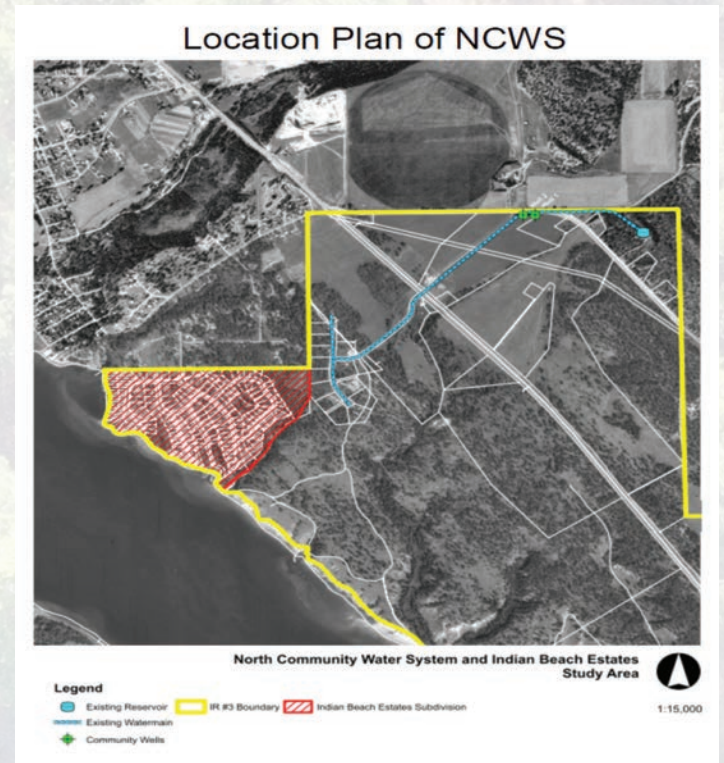 Location Plan of NCWS
North Community Water System and Indian Beach Estates
Study Area
Legend
Existing Reservoir IR #3 Boundary Indian Beach Estates Subdivision
Existing Watermain
Community Wells
1:15,000